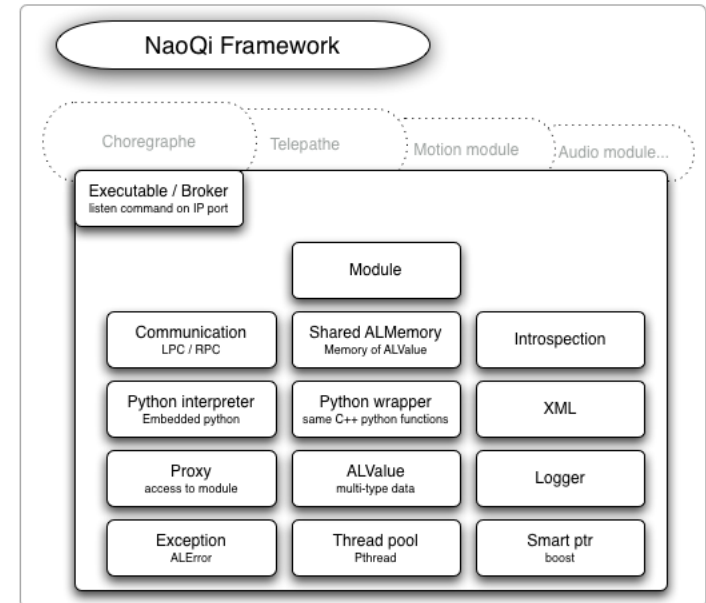 NaoQi Framework
Choregraphe
Telepathe
Motion module
Audio module...
Executable / Broker
listen command on IP port
Module
Communication
LPC / RPC
Shared ALMemory
Memory of ALValue
Introspection
Python interpreter
Embedded python
Python wrapper
same C++ python functions
XML
Proxy
access to module
ALValue
multi-type data
Logger
Exception
ALError
Thread pool
Pthread
Smart ptr
boost